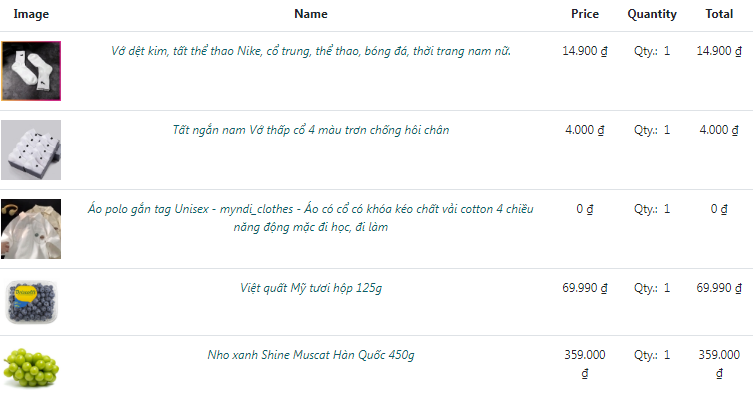 Image Name Price Quantity Total
Vớ dệt kim, tất thể thao Nike, cổ trung, thể thao, bóng đá, thời trang nam nữ. 14.900 ₫ Qty.: 1 14.900 ₫
Tất ngắn nam Vớ thấp cổ 4 màu trơn chống hôi chân 4.000 ₫ Qty.: 1 4.000 ₫
Áo polo gắn tag Unisex - myndi_clothes - Áo có cổ có khóa kéo chất vải cotton 4 chiều 0 ₫ Qty.: 1 0 ₫
năng động mặc đi học, đi làm
Việt quất Mỹ tươi hộp 125g 69.990 ₫ Qty.: 1 69.990 ₫
Nho xanh Shine Muscat Hàn Quốc 450g 359.000 Qty.: 1 359.000
₫ ₫